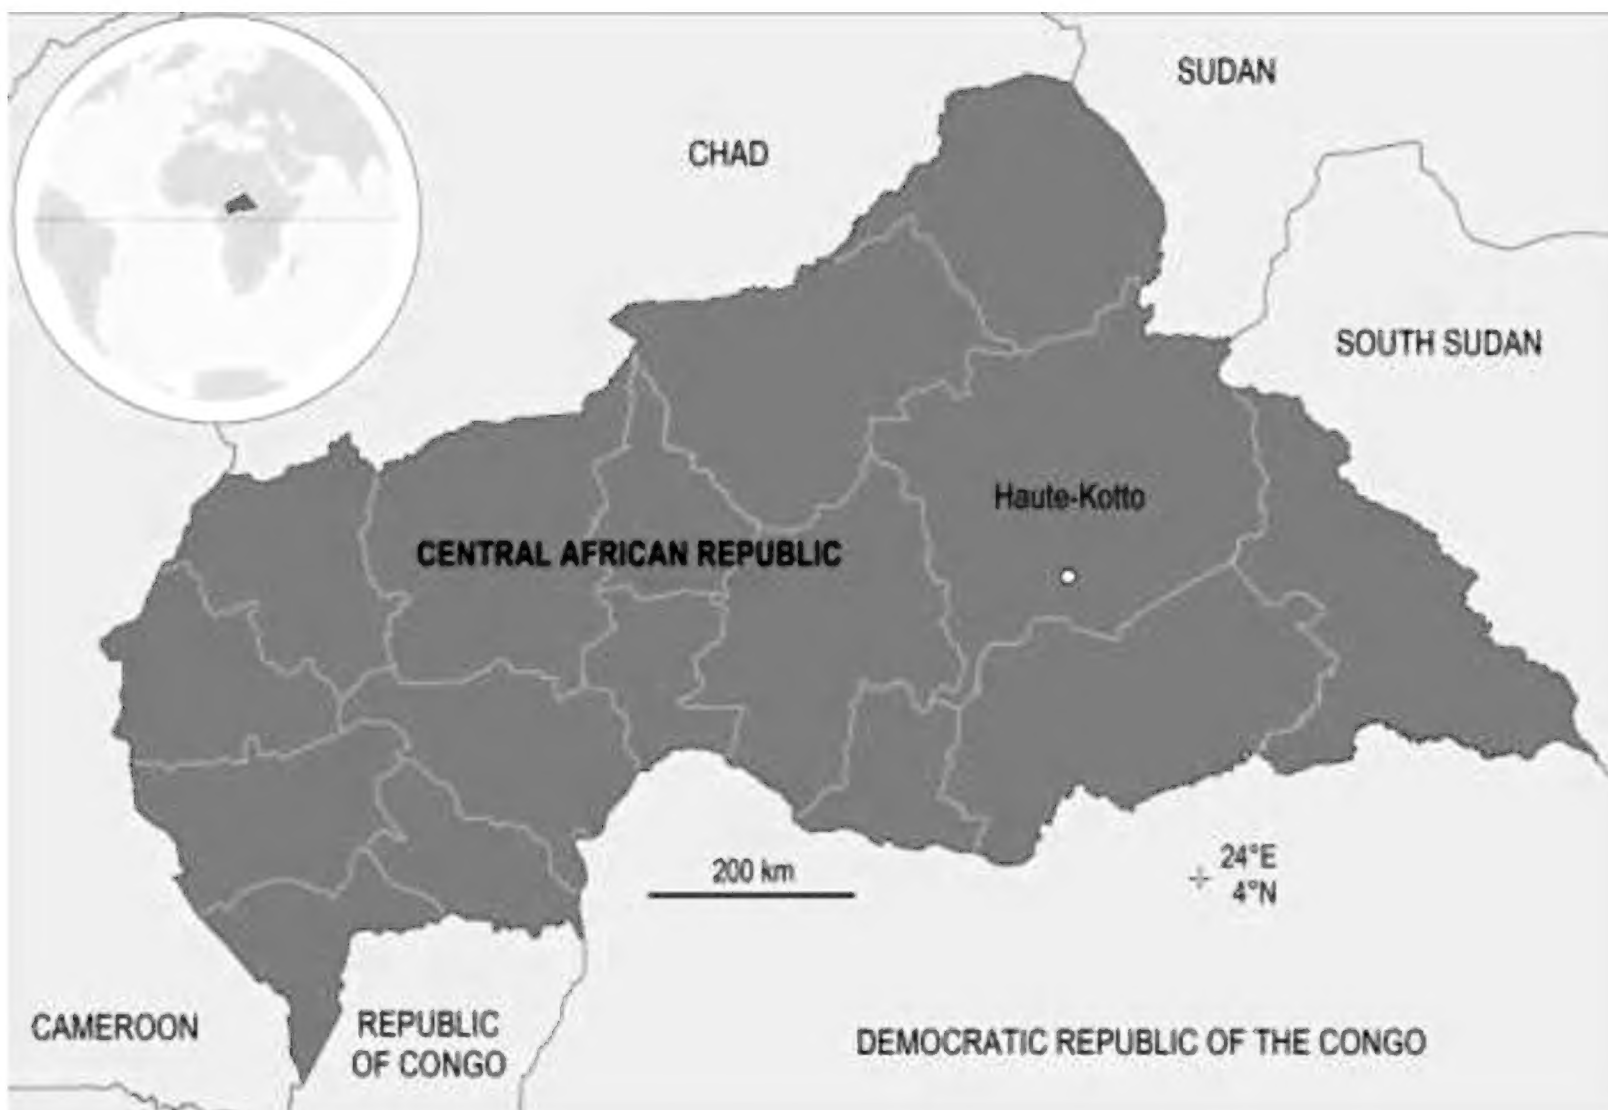 SUDAN
CHAD
SOUTH SUDAN
Haute-Kotto
CENTRAL AFRICAN REPUBLIC
200 km
24°E
4°N
CAMEROON
REPUBLIC
OF CONGO
DEMOCRATIC REPUBLIC OF THE CONGO